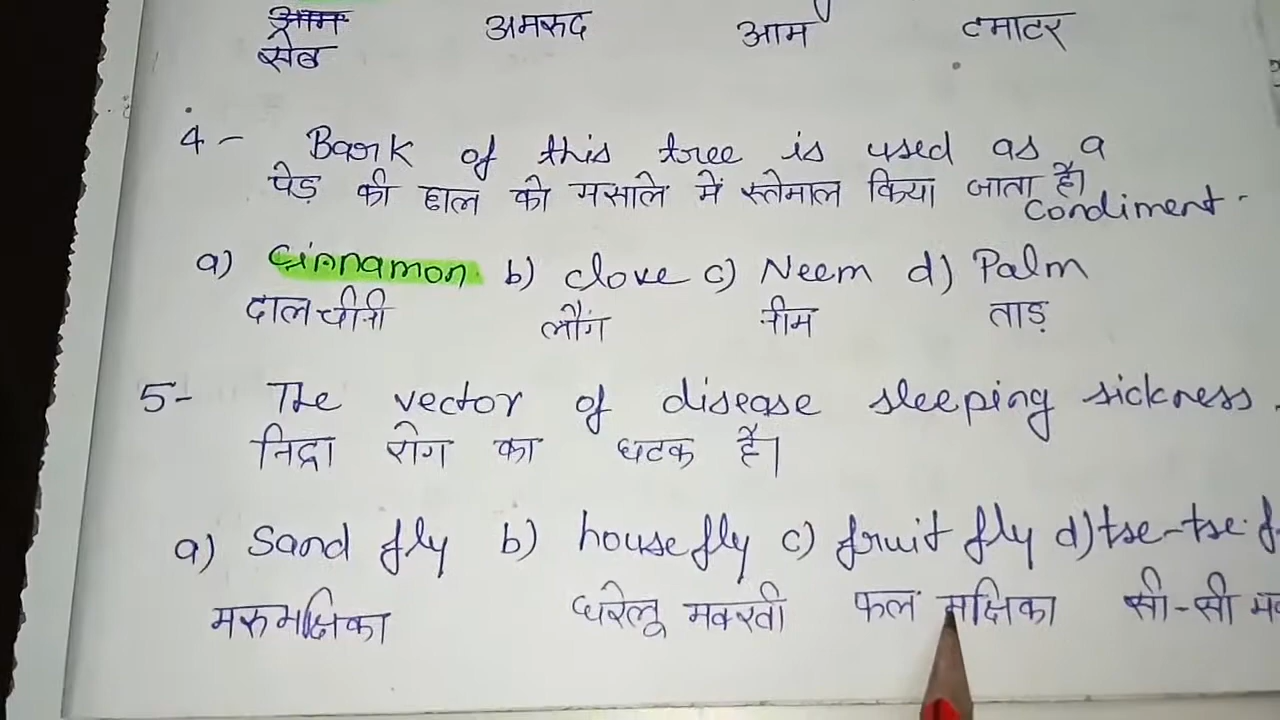 सेब अमरूद आम टमाटर
4- Bark of this tree is used as a
पेड़ की छाल को मसाले में स्तेमाल किया जाता है।
condiment.
a) Cinnamon b) clove c) Neem d) Palm
दालचीनी लौंग नीम ताड़
5- The vector of disease sleeping sickness.
निद्रा रोग का घटक है।
a) Sand fly b) housefly c) fruit fly d) tse-tse
मरुमक्षिका घरेलू मक्खी फल मक्षिका सी-सी